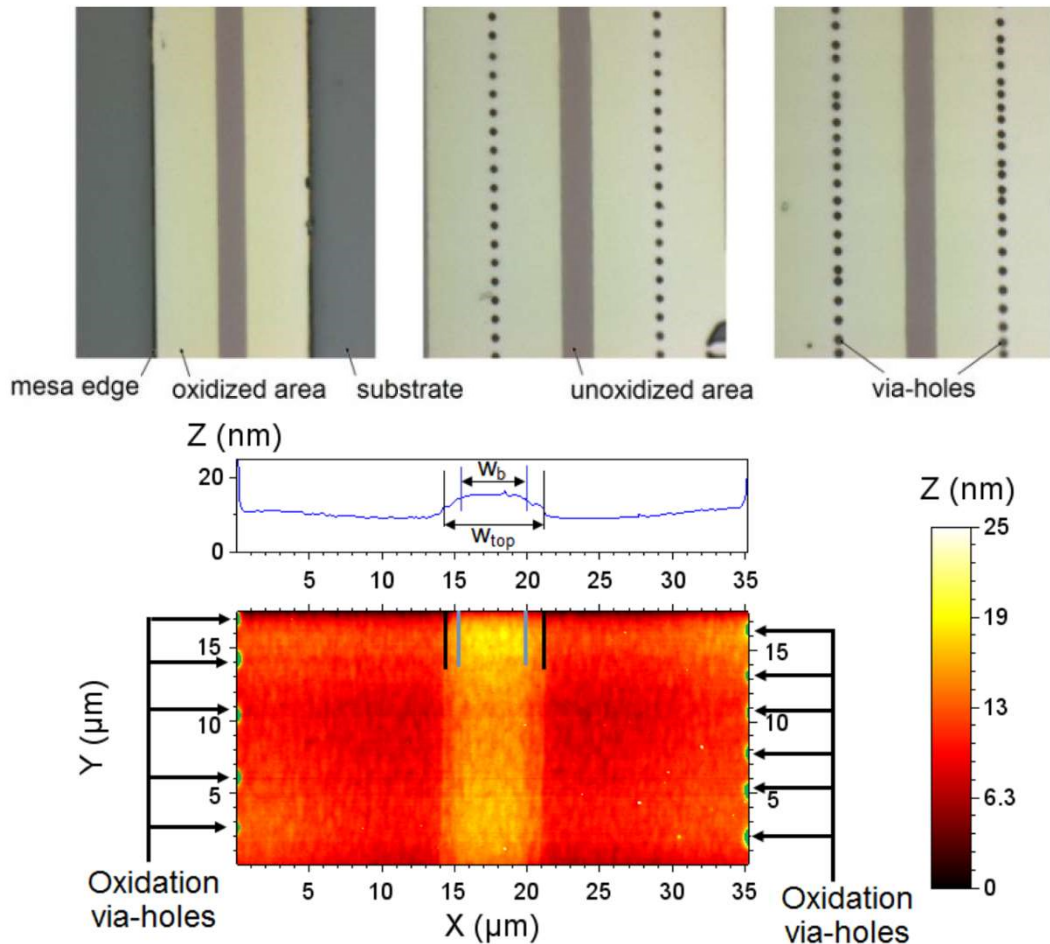 mesa edge oxidized area substrate unoxidized area via-holes
Z (nm)
20
0
w_b
w_top
5 10 15 20 25 30 35
Z (nm)
25
19
13
6.3
0
Y (µm)
15
10
5
15
10
5
Oxidation
via-holes
5 10 15 20 25 30 35
X (µm)
Oxidation
via-holes